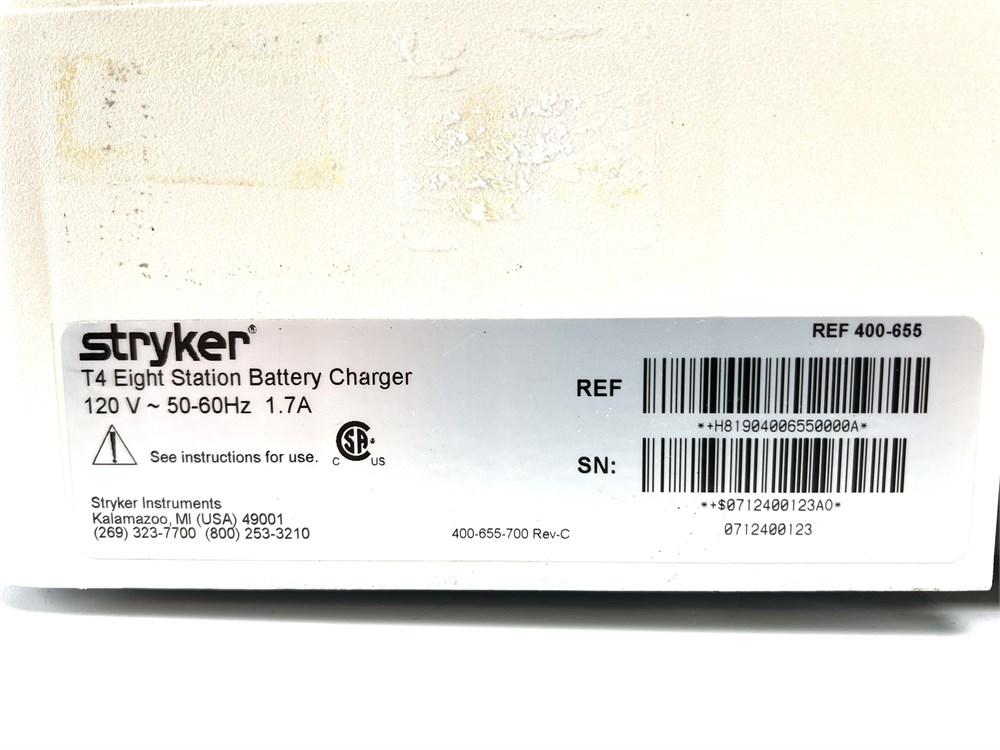 stryker®
T4 Eight Station Battery Charger
120 V ~ 50-60Hz 1.7A
See instructions for use.
CSA
C US
Stryker Instruments
Kalamazoo, MI (USA) 49001
(269) 323-7700 (800) 253-3210
400-655-700 Rev-C
REF 400-655
REF
*+H81904006550000A*
SN:
*+$0712400123AO*
0712400123